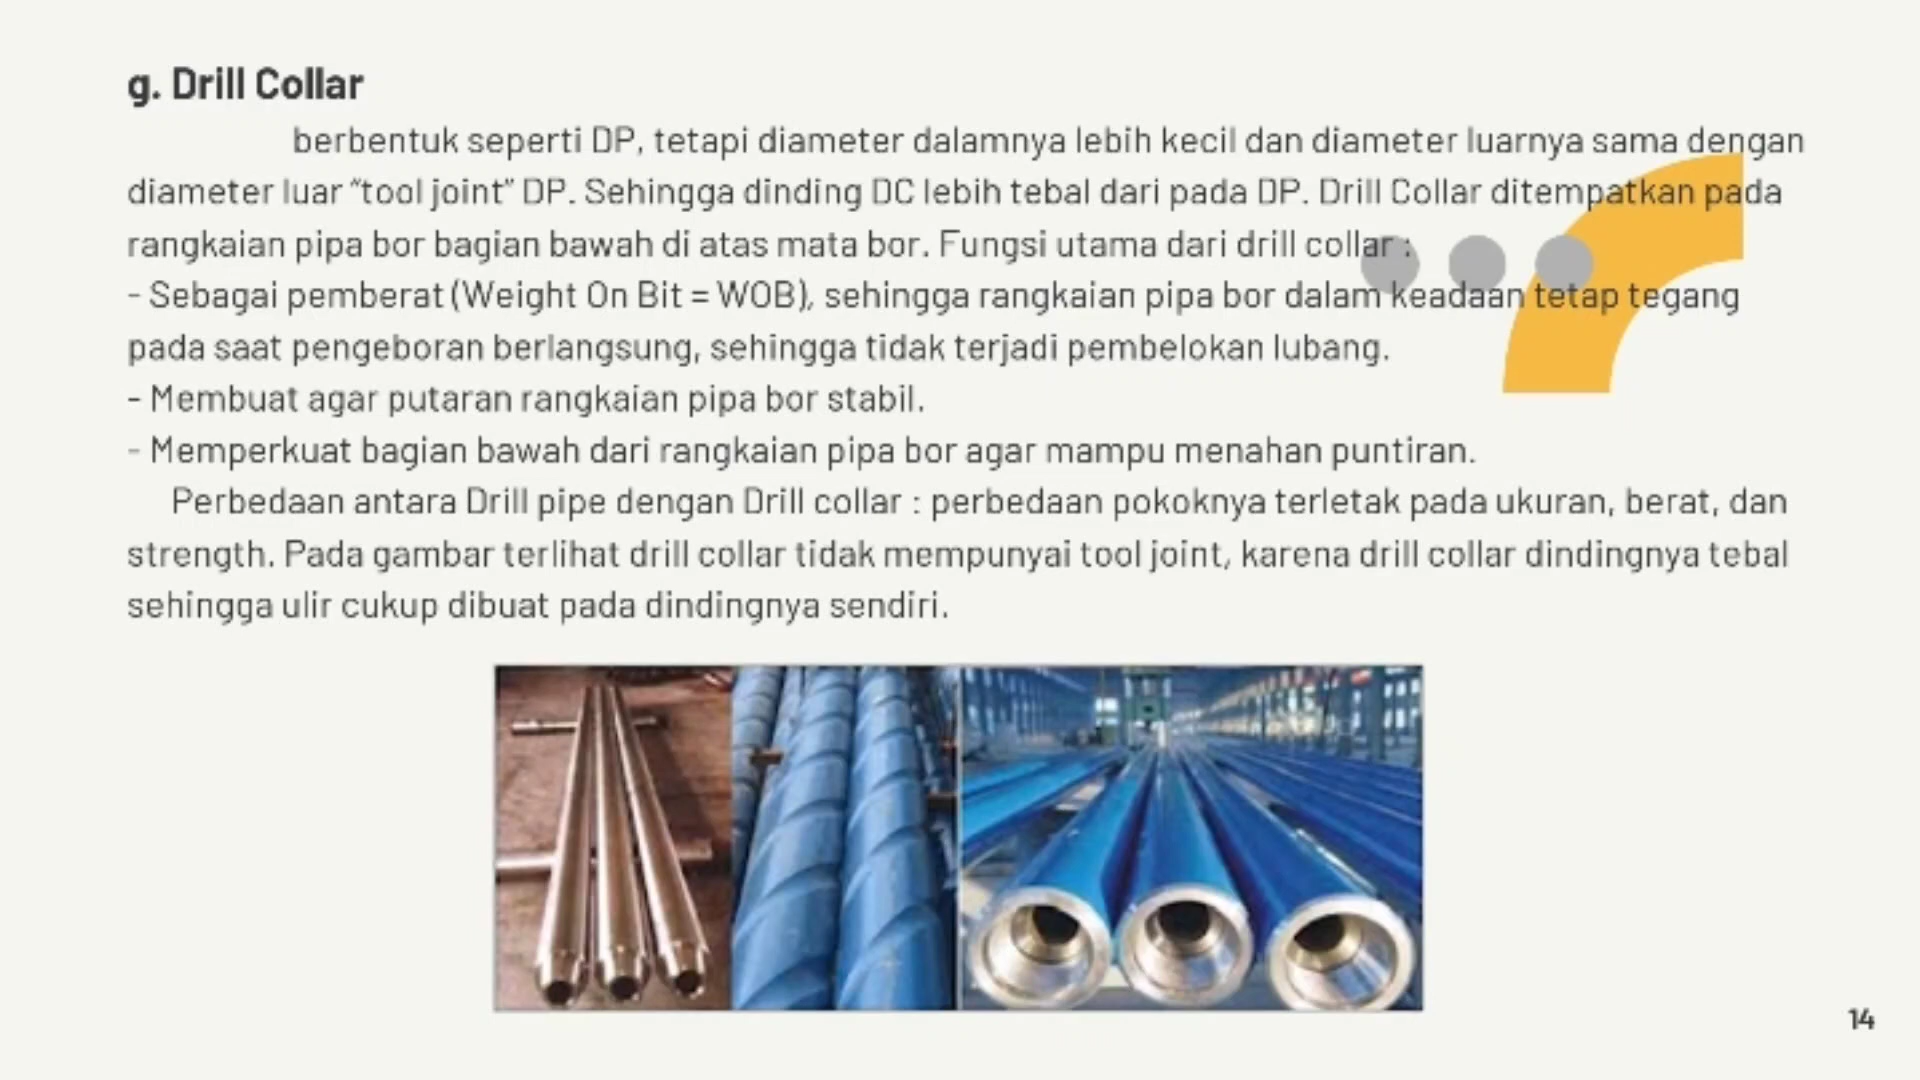 g. Drill Collar
berbentuk seperti DP, tetapi diameter dalamnya lebih kecil dan diameter luarnya sama dengan
diameter luar “tool joint” DP. Sehingga dinding DC lebih tebal dari pada DP. Drill Collar ditempatkan pada
rangkaian pipa bor bagian bawah di atas mata bor. Fungsi utama dari drill collar :
- Sebagai pemberat (Weight On Bit = WOB), sehingga rangkaian pipa bor dalam keadaan tetap tegang
pada saat pengeboran berlangsung, sehingga tidak terjadi pembelokan lubang.
- Membuat agar putaran rangkaian pipa bor stabil.
- Memperkuat bagian bawah dari rangkaian pipa bor agar mampu menahan puntiran.
Perbedaan antara Drill pipe dengan Drill collar : perbedaan pokoknya terletak pada ukuran, berat, dan
strength. Pada gambar terlihat drill collar tidak mempunyai tool joint, karena drill collar dindingnya tebal
sehingga ulir cukup dibuat pada dindingnya sendiri.
14